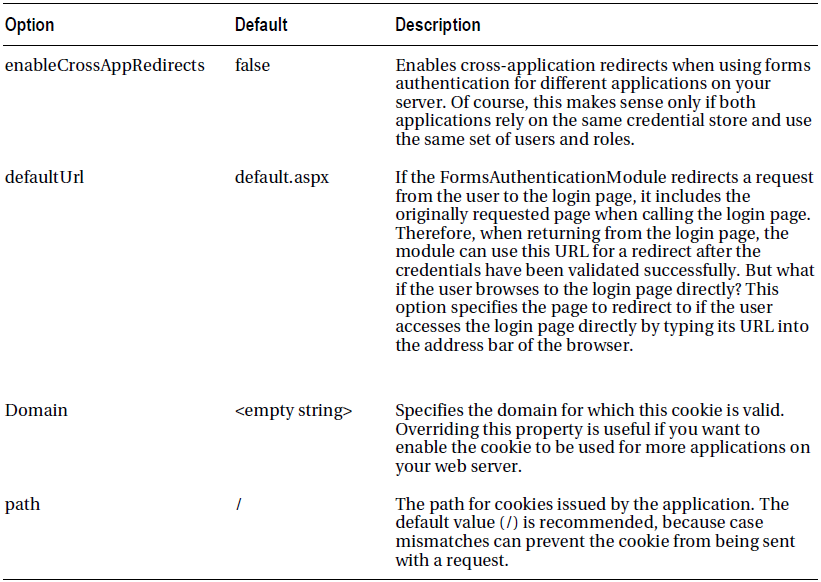 Option Default Description
enableCrossAppRedirects false Enables cross-application redirects when using forms
authentication for different applications on your
server. Of course, this makes sense only if both
applications rely on the same credential store and use
the same set of users and roles.
defaultUrl default.aspx If the FormsAuthenticationModule redirects a request
from the user to the login page, it includes the
originally requested page when calling the login page.
Therefore, when returning from the login page, the
module can use this URL for a redirect after the
credentials have been validated successfully. But what
if the user browses to the login page directly? This
option specifies the page to redirect to if the user
accesses the login page directly by typing its URL into
the address bar of the browser.
Domain <empty string> Specifies the domain for which this cookie is valid.
Overriding this property is useful if you want to
enable the cookie to be used for more applications on
your web server.
path / The path for cookies issued by the application. The
default value (/) is recommended, because case
mismatches can prevent the cookie from being sent
with a request.